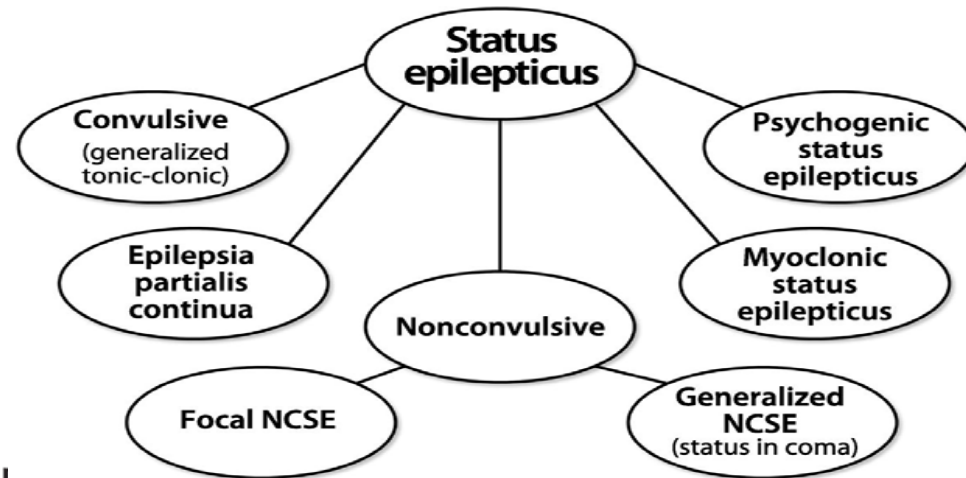 Status
epilepticus
Convulsive
(generalized
tonic-clonic)
Psychogenic
status
epilepticus
Epilepsia
partialis
continua
Myoclonic
status
epilepticus
Nonconvulsive
Focal NCSE
Generalized
NCSE
(status in coma)